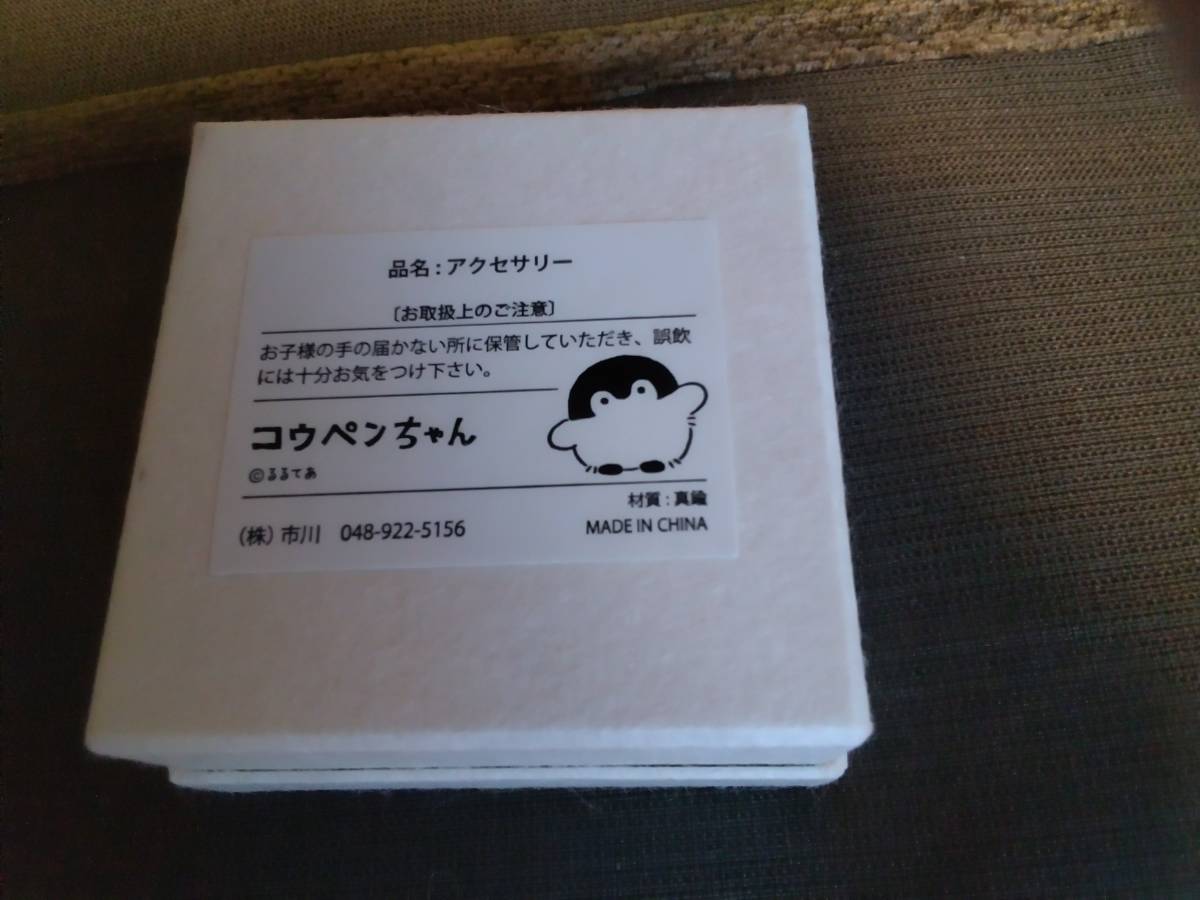 品名:アクセサリー
〔お取扱上のご注意〕
お子様の手の届かない所に保管していただき、誤飲
には十分お気をつけ下さい。
コウペンちゃん
©るるてあ
材質:真鍮
(株)市川 048-922-5156
MADE IN CHINA